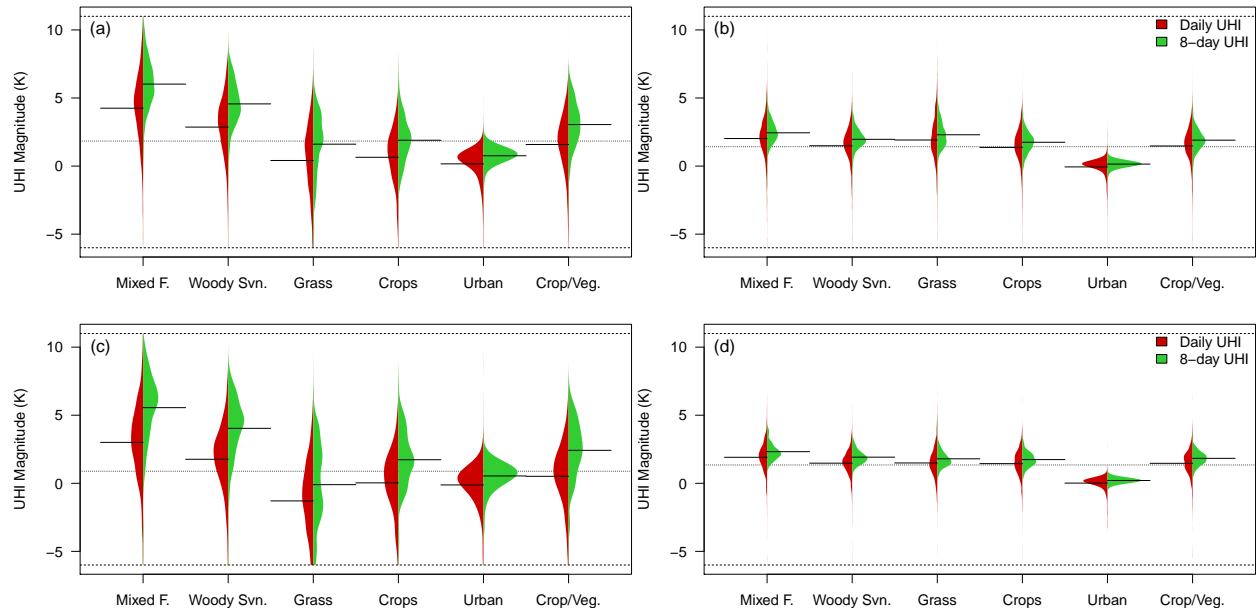 (a)
UHI Magnitude (K)
10
5
0
−5
Mixed F. Woody Svn. Grass Crops Urban Crop/Veg.
(b)
Daily UHI
8−day UHI
UHI Magnitude (K)
10
5
0
−5
Mixed F. Woody Svn. Grass Crops Urban Crop/Veg.
(c)
UHI Magnitude (K)
10
5
0
−5
Mixed F. Woody Svn. Grass Crops Urban Crop/Veg.
(d)
Daily UHI
8−day UHI
UHI Magnitude (K)
10
5
0
−5
Mixed F. Woody Svn. Grass Crops Urban Crop/Veg.